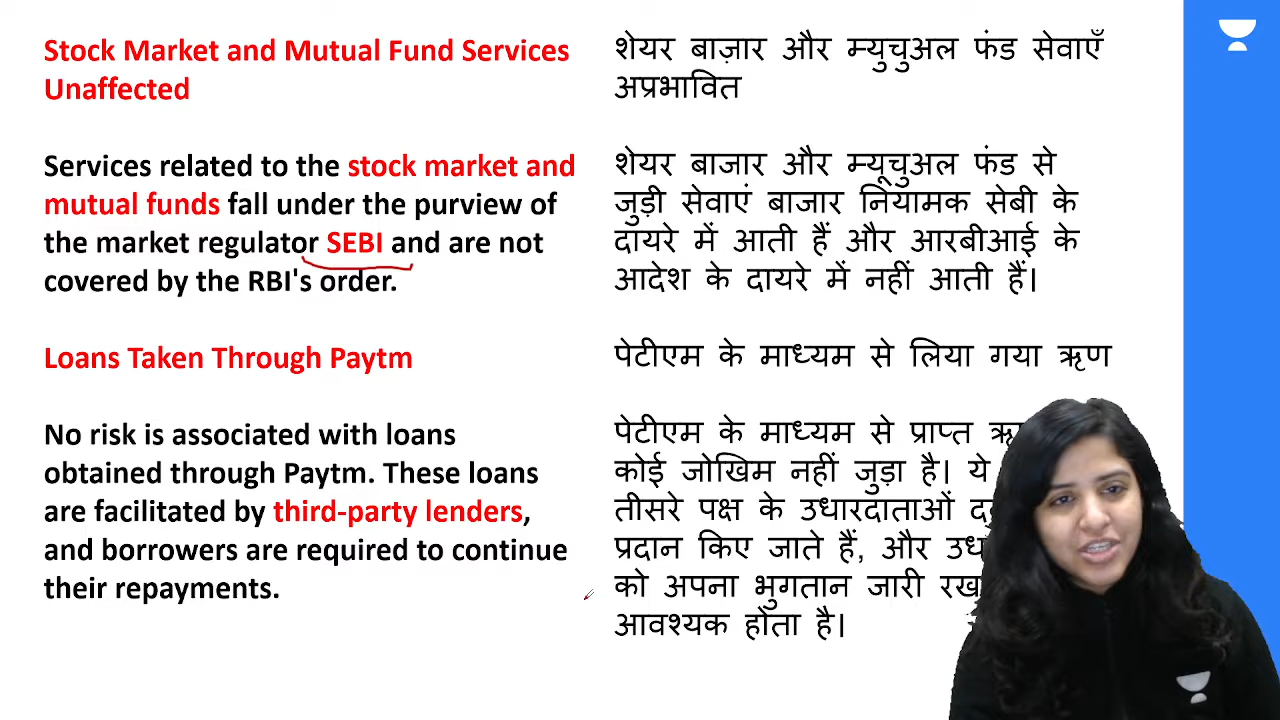 Stock Market and Mutual Fund Services
Unaffected
Services related to the stock market and
mutual funds fall under the purview of
the market regulator SEBI and are not
covered by the RBI's order.
Loans Taken Through Paytm
No risk is associated with loans
obtained through Paytm. These loans
are facilitated by third-party lenders,
and borrowers are required to continue
their repayments.
शेयर बाज़ार और म्युचुअल फंड सेवाएँ
अप्रभावित
शेयर बाजार और म्यूचुअल फंड से
जुड़ी सेवाएं बाजार नियामक सेबी के
दायरे में आती हैं और आरबीआई के
आदेश के दायरे में नहीं आती हैं।
पेटीएम के माध्यम से लिया गया ऋण
पेटीएम के माध्यम से प्राप्त
कोई जोखिम नहीं जुड़ा है। ये
तीसरे पक्ष के उधारदाताओं
प्रदान किए जाते हैं, और
को अपना भुगतान जारी
आवश्यक होता है।